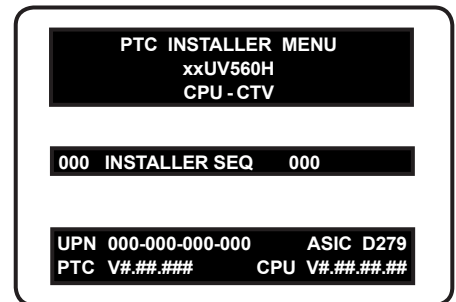 PTC INSTALLER MENU
xxUV560H
CPU - CTV
000 INSTALLER SEQ 000
UPN 000-000-000-000 ASIC D279
PTC V#.##.### CPU V#.##.##.##